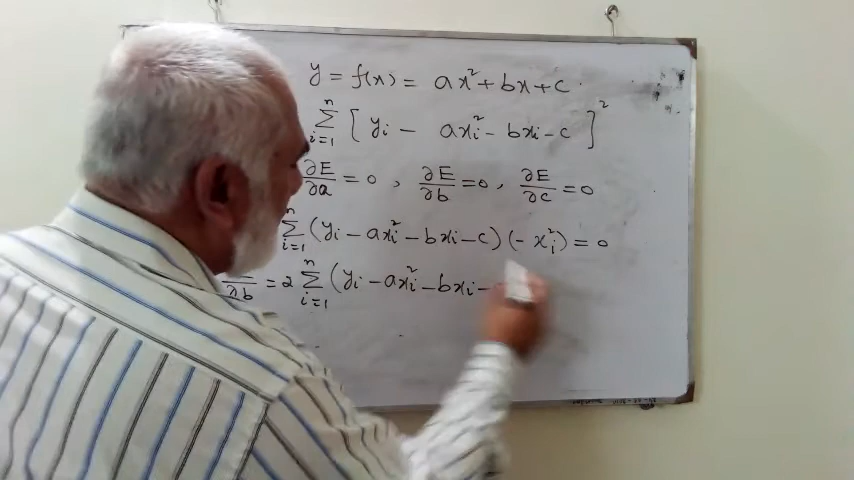 y = f(x) = ax² + bx + c
n∑i=1 [ yi - axi² - bxi - c ]²
∂E/∂a = 0 , ∂E/∂b = 0 , ∂E/∂c = 0
n∑i=1 (yi - axi² - bxi - c) (- xi²) = 0
∂b = 2 n∑i=1 (yi - axi² - bxi -